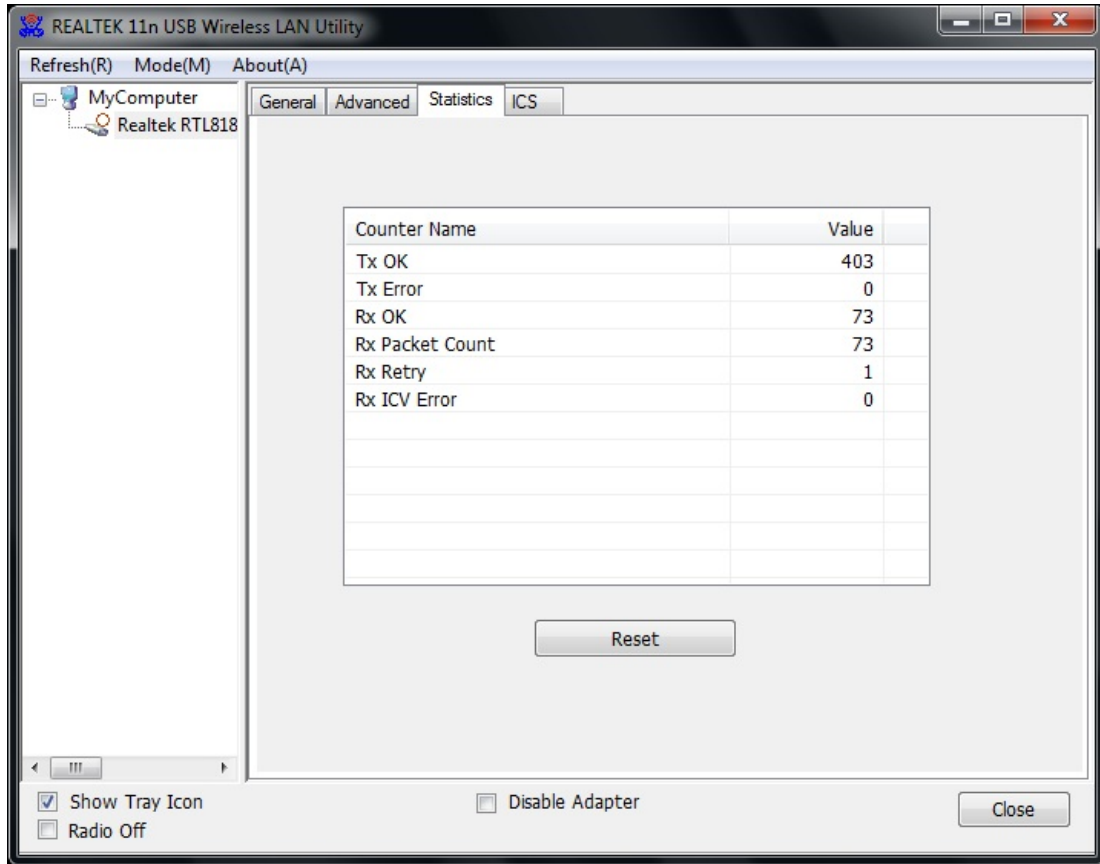 REALTEK 11n USB Wireless LAN Utility
Refresh(R) Mode(M) About(A)
MyComputer
Realtek RTL818
General Advanced Statistics ICS
Counter Name Value
Tx OK 403
Tx Error 0
Rx OK 73
Rx Packet Count 73
Rx Retry 1
Rx ICV Error 0
Reset
Show Tray Icon
Disable Adapter
Radio Off
Close